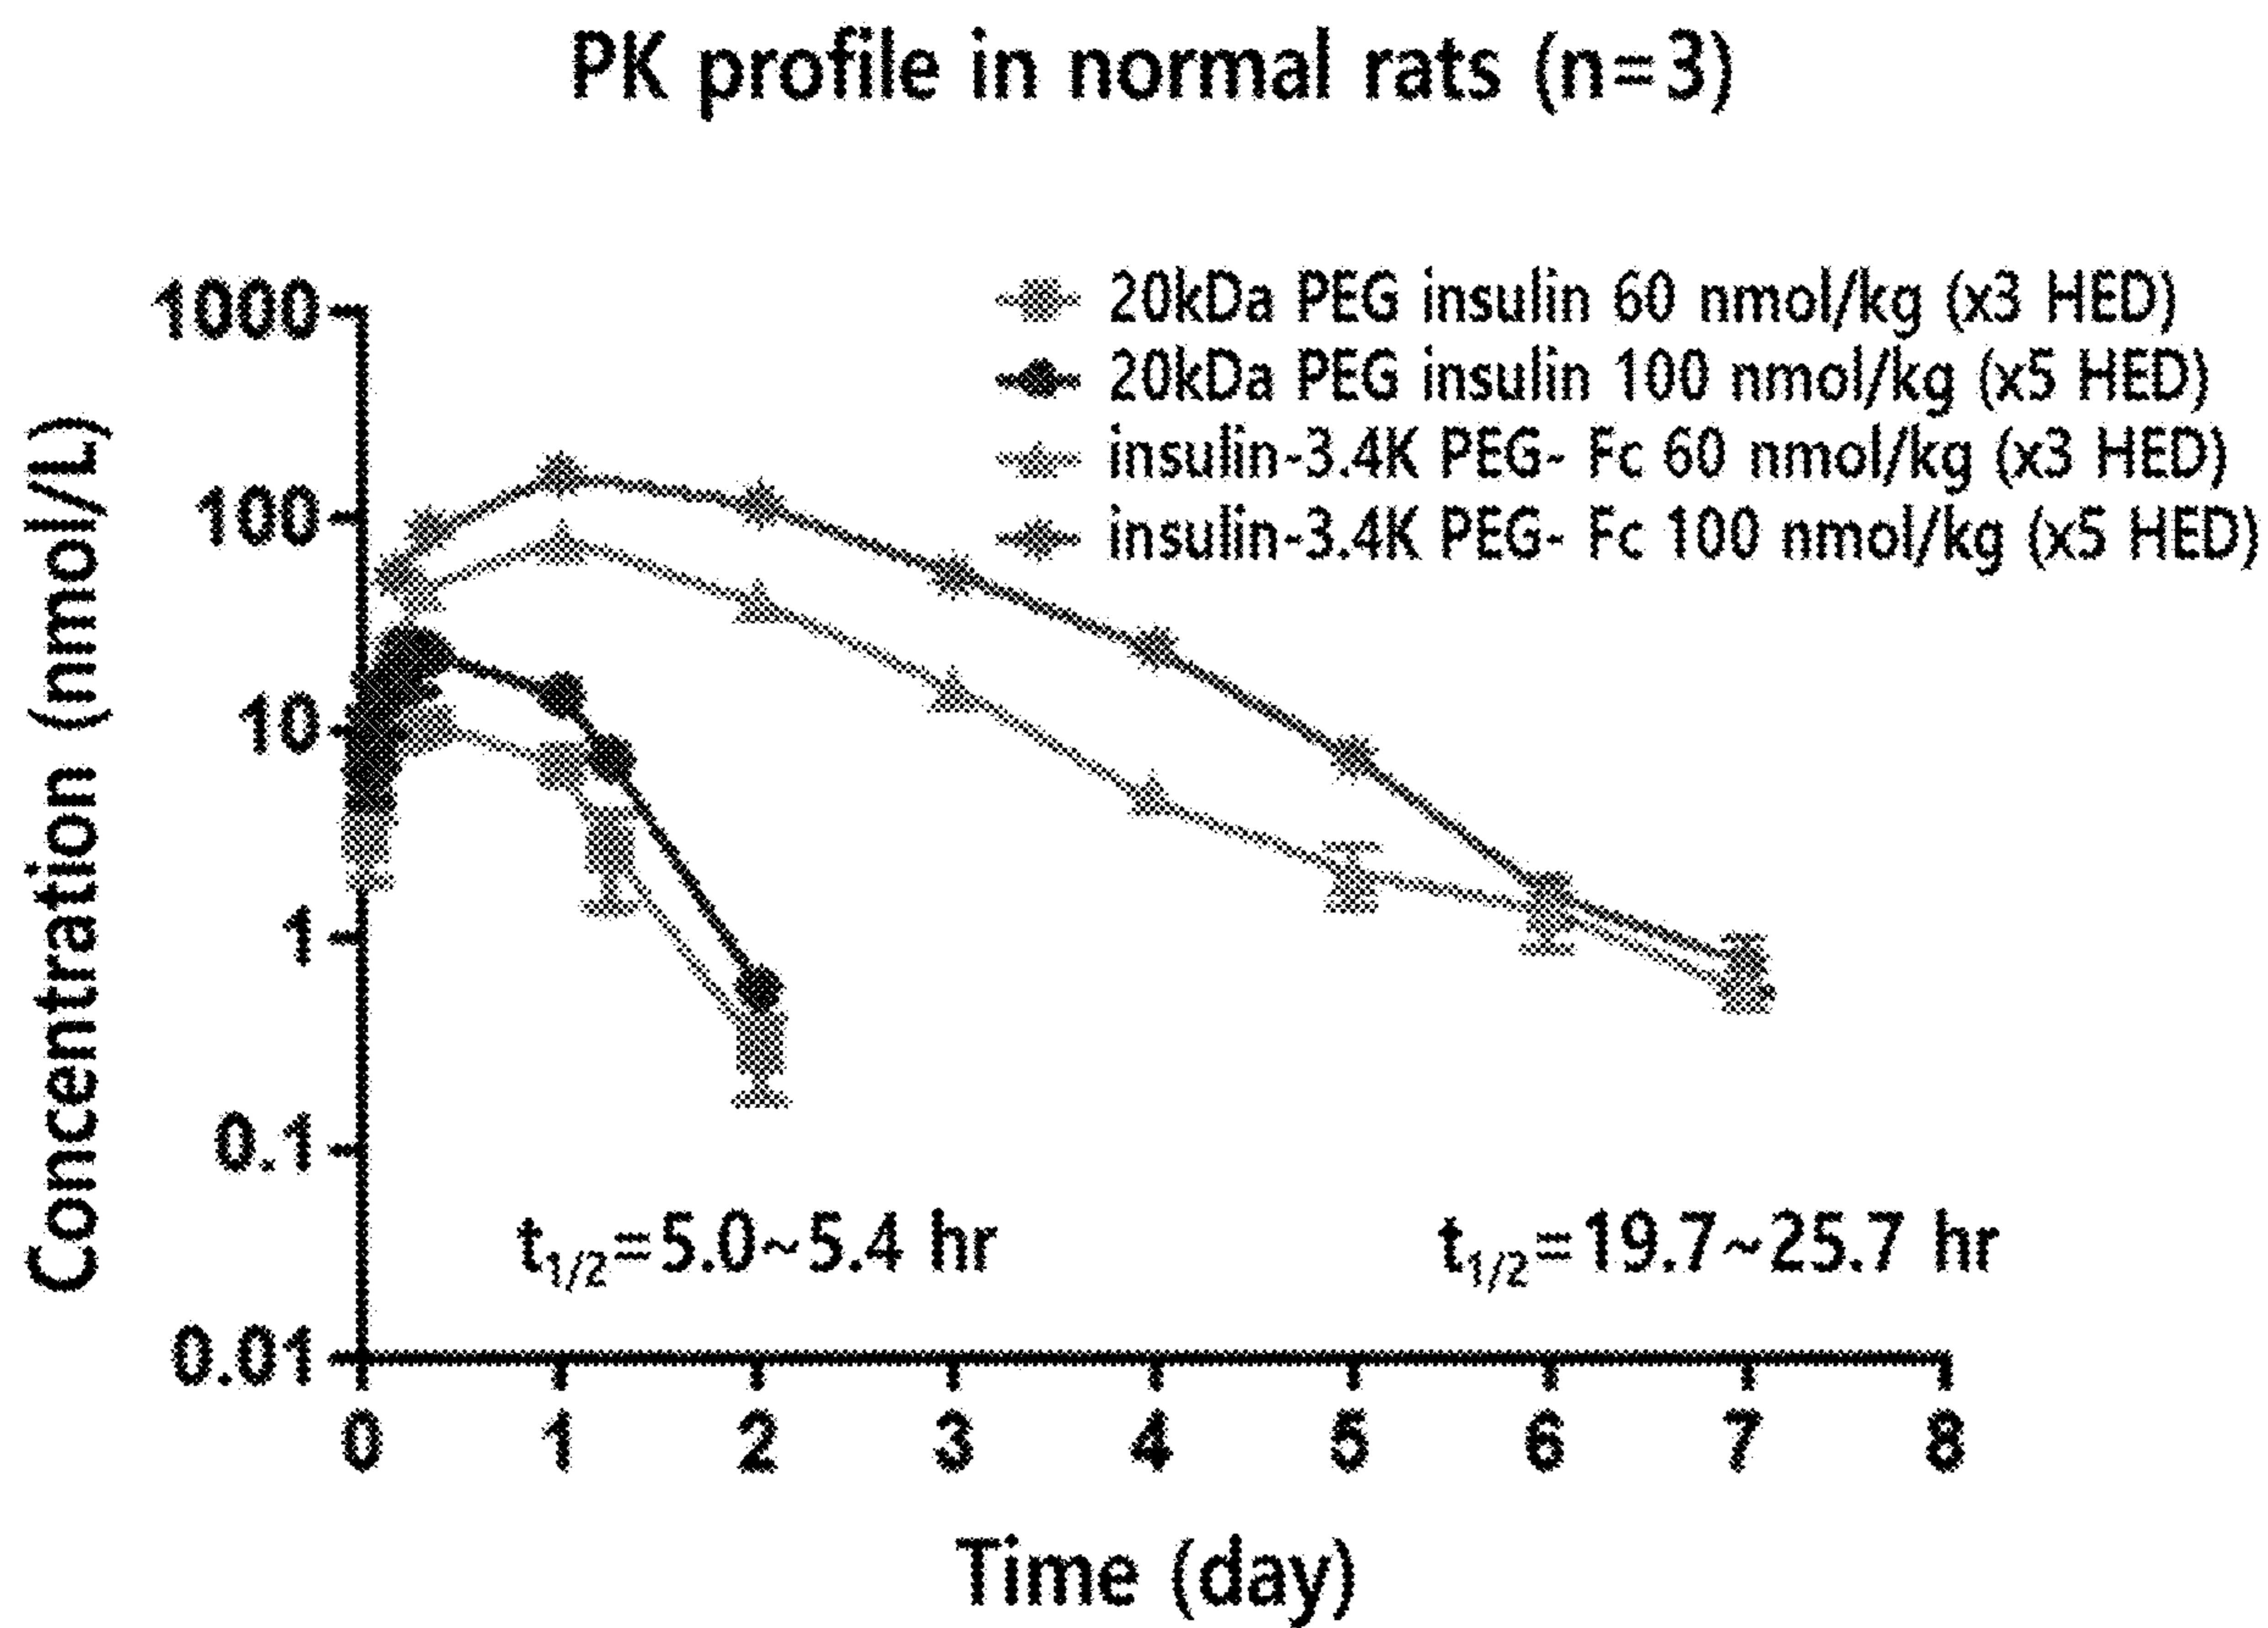 PK profile in normal rats (n=3)
20kDa PEG insulin 60 nmol/kg (x3 HED)
20kDa PEG insulin 100 nmol/kg (x5 HED)
insulin-3.4K PEG- Fc 60 nmol/kg (x3 HED)
insulin-3.4K PEG- Fc 100 nmol/kg (x5 HED)
Concentration (nmol/L)
1000
100
10
1
0.1
0.01
t1/2=5.0~5.4 hr
t1/2=19.7~25.7 hr
0 1 2 3 4 5 6 7 8
Time (day)